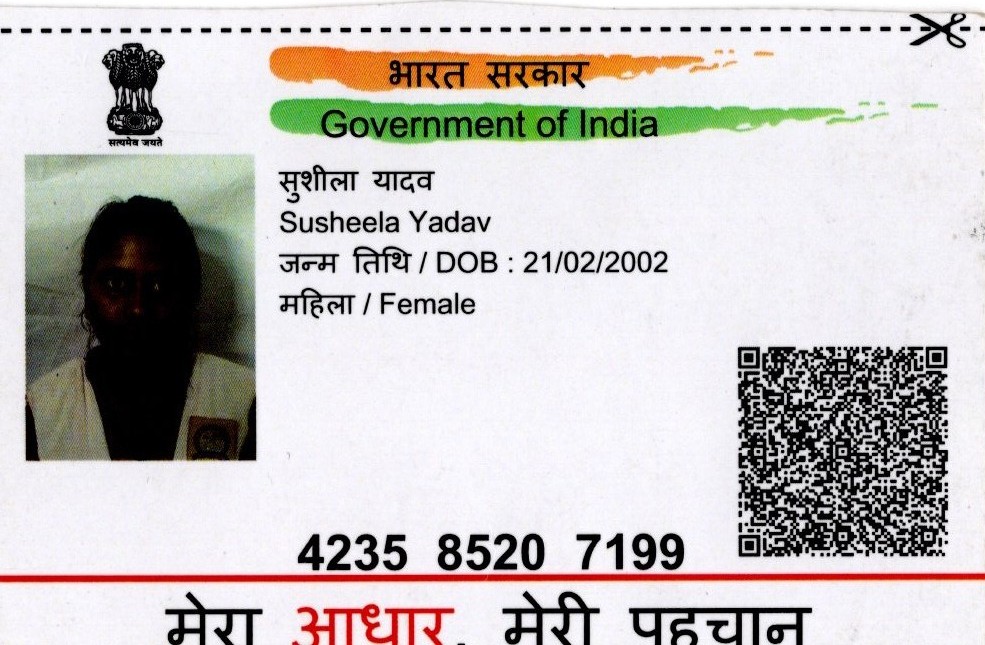 भारत सरकार
Government of India
सत्यमेव जयते
सुशीला यादव
Susheela Yadav
जन्म तिथि / DOB : 21/02/2002
महिला / Female
4235 8520 7199
मेरा आधार, मेरी पहचान